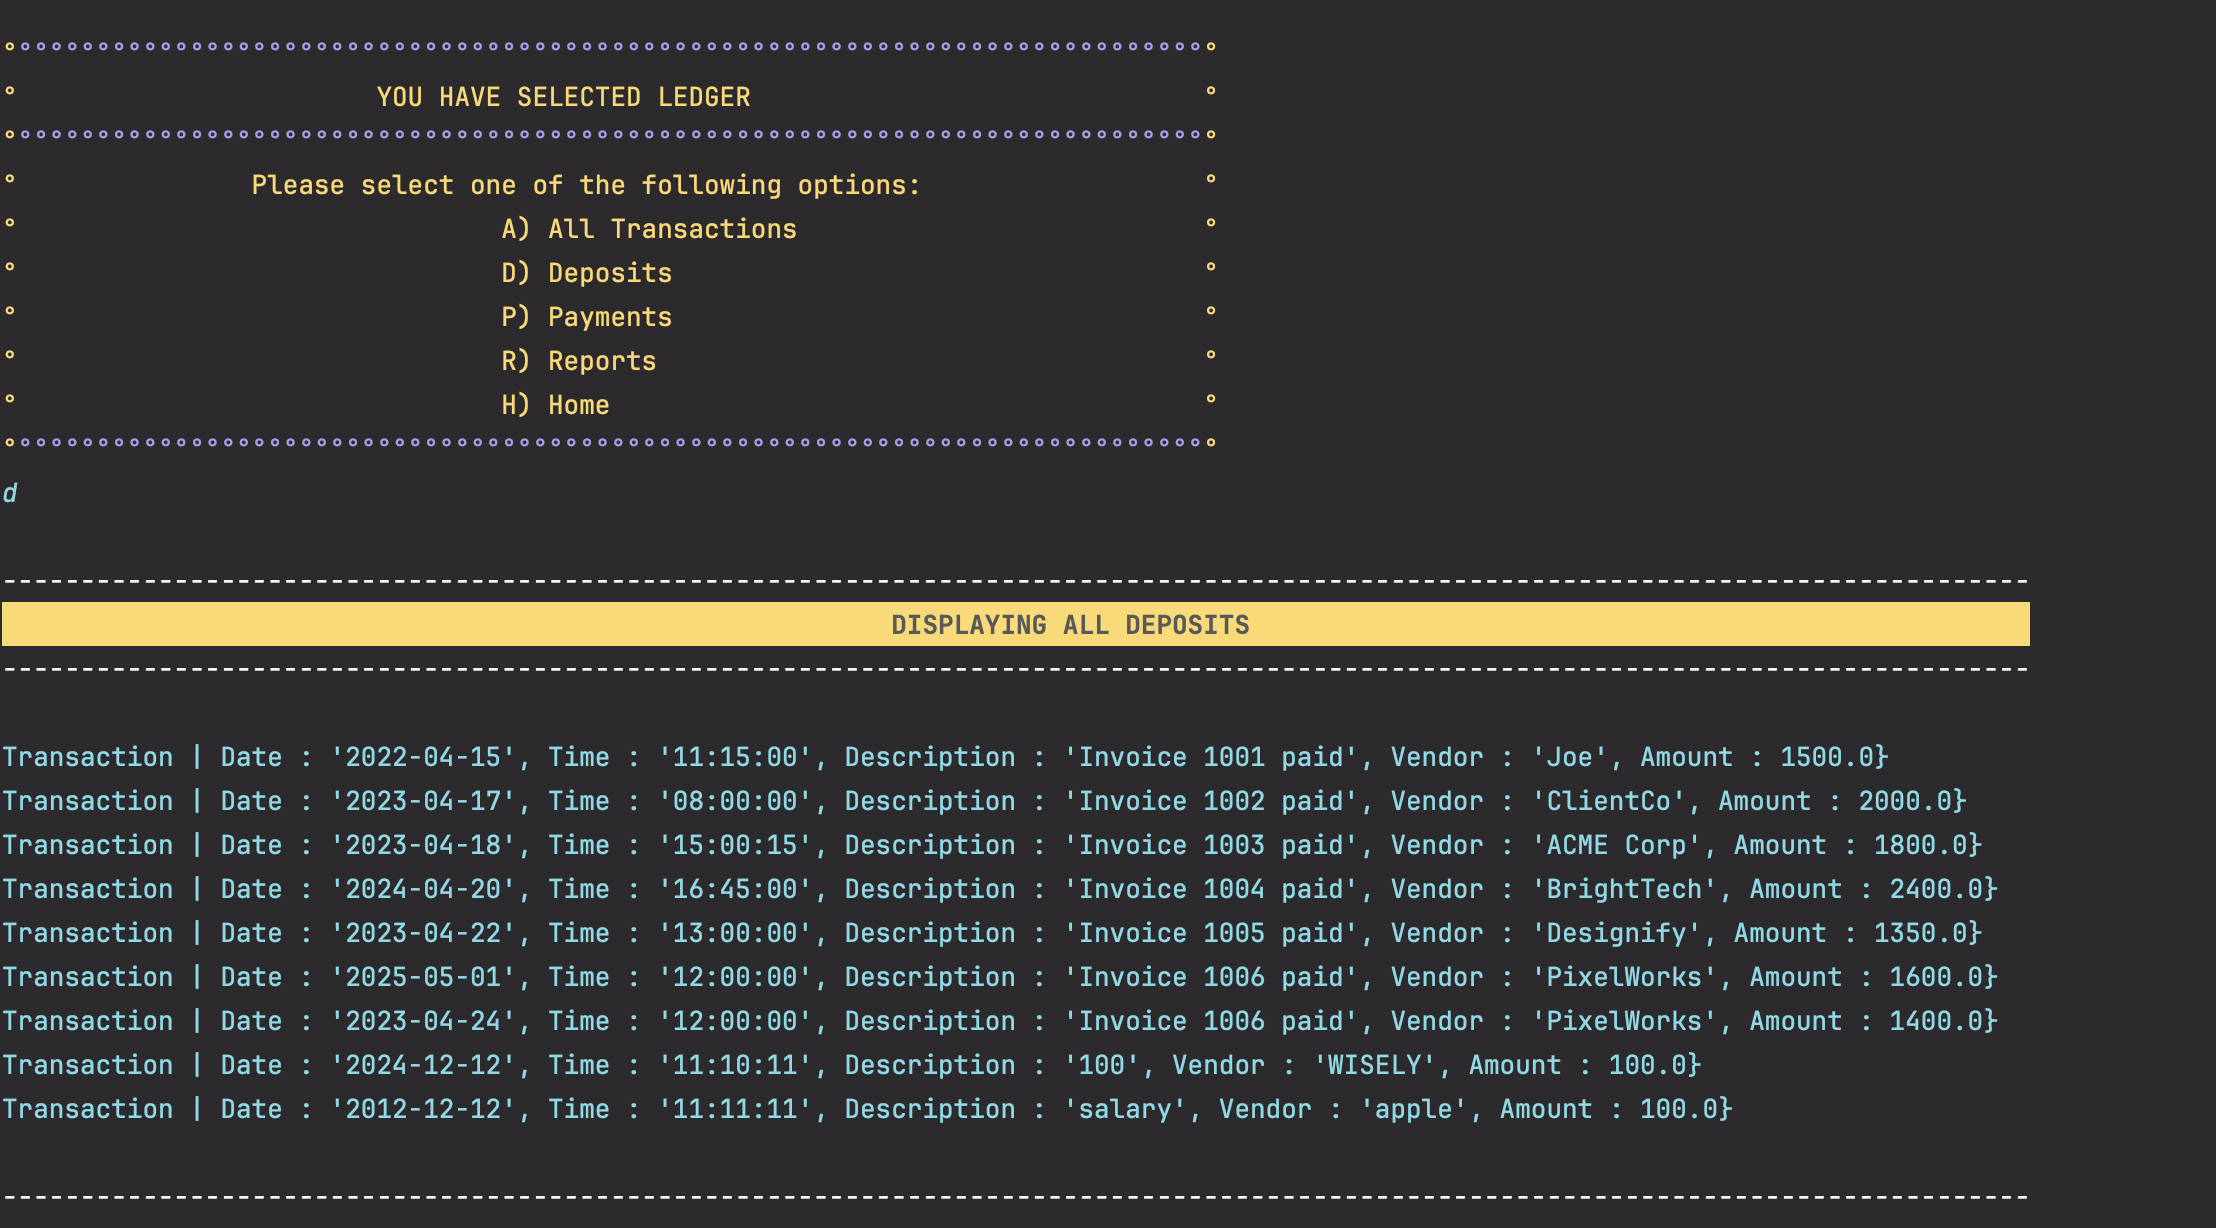 YOU HAVE SELECTED LEDGER
Please select one of the following options:
A) All Transactions
D) Deposits
P) Payments
R) Reports
H) Home
d
DISPLAYING ALL DEPOSITS
Transaction | Date : '2022-04-15', Time : '11:15:00', Description : 'Invoice 1001 paid', Vendor : 'Joe', Amount : 1500.0}
Transaction | Date : '2023-04-17', Time : '08:00:00', Description : 'Invoice 1002 paid', Vendor : 'ClientCo', Amount : 2000.0}
Transaction | Date : '2023-04-18', Time : '15:00:15', Description : 'Invoice 1003 paid', Vendor : 'ACME Corp', Amount : 1800.0}
Transaction | Date : '2024-04-20', Time : '16:45:00', Description : 'Invoice 1004 paid', Vendor : 'BrightTech', Amount : 2400.0}
Transaction | Date : '2023-04-22', Time : '13:00:00', Description : 'Invoice 1005 paid', Vendor : 'Designify', Amount : 1350.0}
Transaction | Date : '2025-05-01', Time : '12:00:00', Description : 'Invoice 1006 paid', Vendor : 'PixelWorks', Amount : 1600.0}
Transaction | Date : '2023-04-24', Time : '12:00:00', Description : 'Invoice 1006 paid', Vendor : 'PixelWorks', Amount : 1400.0}
Transaction | Date : '2024-12-12', Time : '11:10:11', Description : '100', Vendor : 'WISELY', Amount : 100.0}
Transaction | Date : '2012-12-12', Time : '11:11:11', Description : 'salary', Vendor : 'apple', Amount : 100.0}